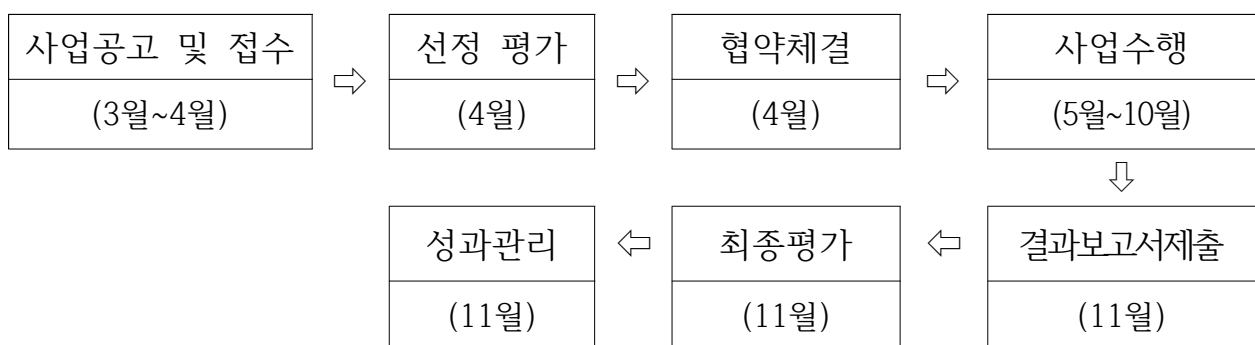 사업공고 및 접수 ⇨ 선정 평가 ⇨ 협약체결 ⇨ 사업수행
(3월~4월) (4월) (4월) (5월~10월)
⇩
성과관리 ⇦ 최종평가 ⇦ 결과보고서제출
(11월) (11월) (11월)